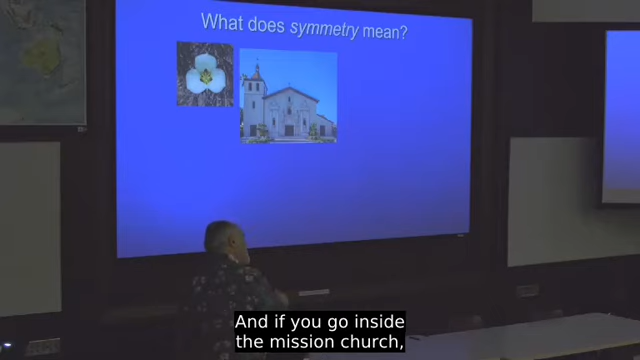 What does symmetry mean?
And if you go inside
the mission church,